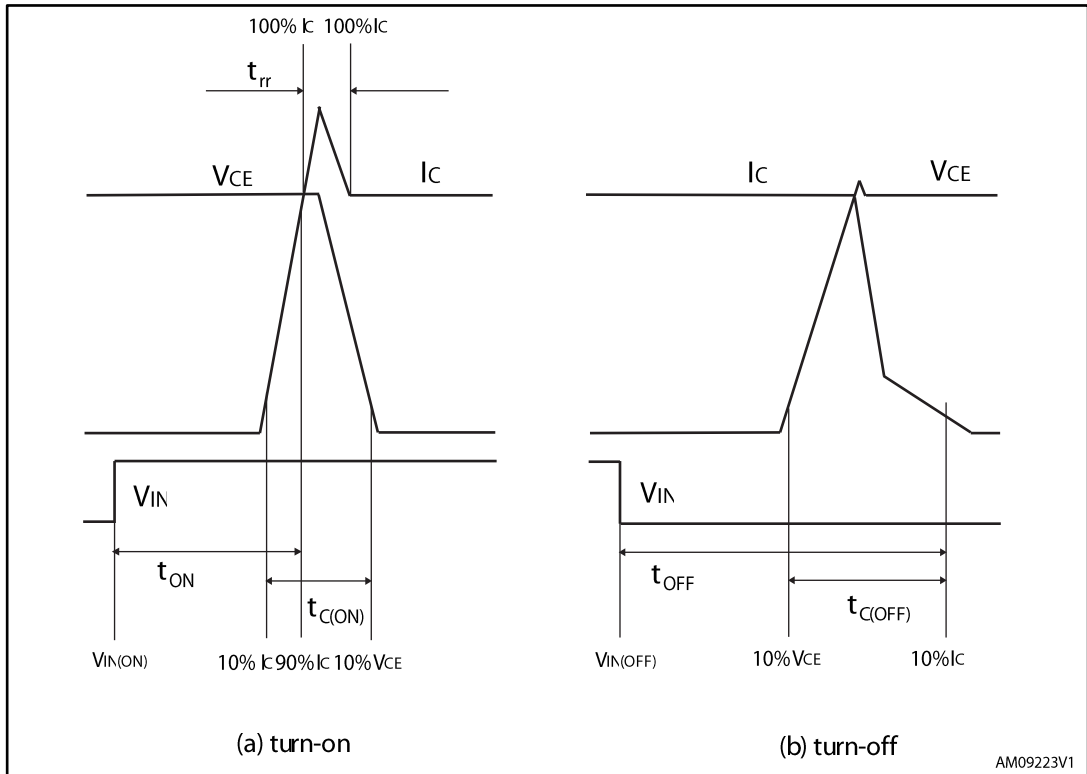 100% IC 100% IC
trr
VCE IC
VIN
tON
tC(ON)
VIN(ON) 10% IC 90% IC 10% VCE
(a) turn-on
IC VCE
VIN
tOFF
tC(OFF)
VIN(OFF) 10% VCE 10% IC
(b) turn-off
AM09223V1